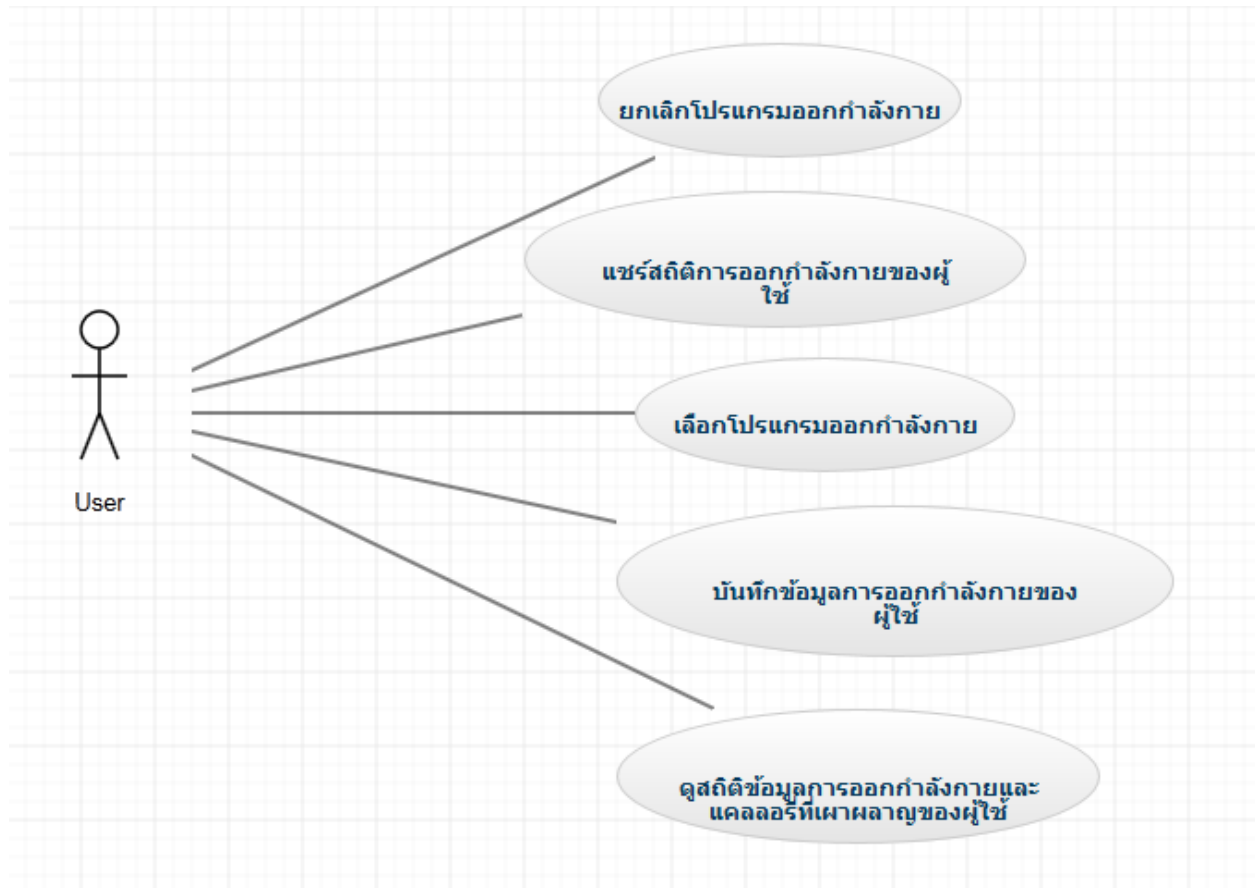 ยกเลิกโปรแกรมออกกำลังกาย
แชร์สถิติการออกกำลังกายของผู้
ใช้
เลือกโปรแกรมออกกำลังกาย
User
บันทึกข้อมูลการออกกำลังกายของ
ผู้ใช้
ดูสถิติข้อมูลการออกกำลังกายและ
แคลลอรี่ที่เผาผลาญของผู้ใช้